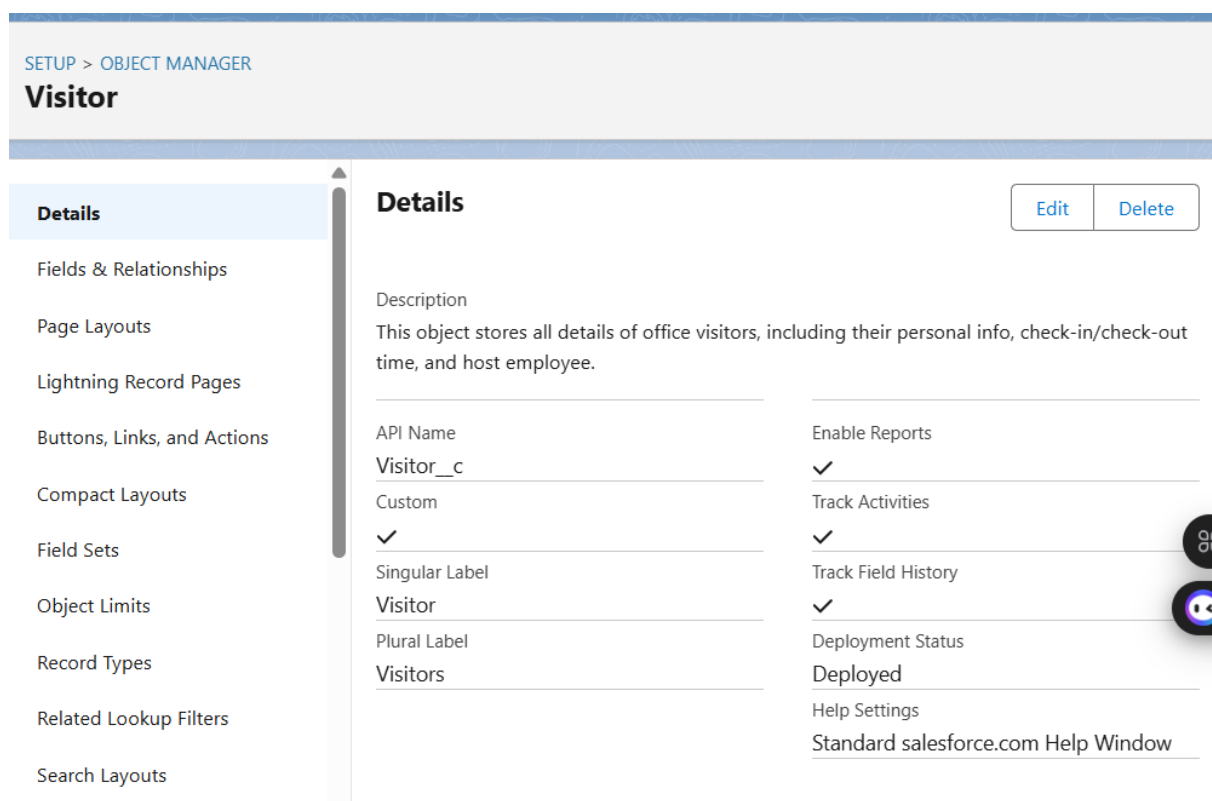 SETUP > OBJECT MANAGER
Visitor
Details
Fields & Relationships
Page Layouts
Lightning Record Pages
Buttons, Links, and Actions
Compact Layouts
Field Sets
Object Limits
Record Types
Related Lookup Filters
Search Layouts
Details
Edit
Delete
Description
This object stores all details of office visitors, including their personal info, check-in/check-out
time, and host employee.
API Name
Visitor__c
Custom
Singular Label
Visitor
Plural Label
Visitors
Enable Reports
Track Activities
Track Field History
Deployment Status
Deployed
Help Settings
Standard salesforce.com Help Window